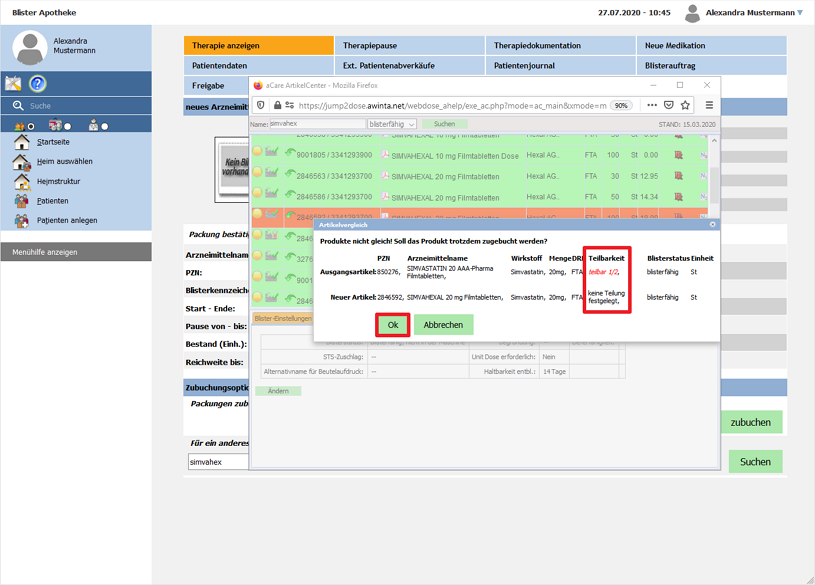 Blister Apotheke
27.07.2020 - 10:45 Alexandra Mustermann
Alexandra
Mustermann
Suche
Startseite
Heim auswählen
Heimstruktur
Patienten
Patienten anlegen
Menühilfe anzeigen
Therapie anzeigen Therapiepause Therapiedokumentation Neue Medikation
Patientendaten Ext. Patientenabverkäufe Patientenjournal Blisterauftrag
Freigabe
neues Arzneimit
aCare ArtikelCenter - Mozilla Firefox
https://jump2dose.awinta.net/webdose_ahelp/exe_ac.php?mode=ac_main&xmode=m 90%
Name: simvahex blisterfähig Suchen STAND: 15.03.2020
SIMVAHEXAL 10 mg Filmtabletten
9001805 / 3341293900 SIMVAHEXAL 10 mg Filmtabletten Dose Hexal AG.. FTA 100 St 0.00
2846563 / 3341293700 SIMVAHEXAL 20 mg Filmtabletten Hexal AG.. FTA 30 St 12.95
2846586 / 3341293700 SIMVAHEXAL 20 mg Filmtabletten Hexal AG.. FTA 50 St 14.34
Kein Bli
vorhand
Packung bestäti
Arzneimittelname
PZN:
Blisterkennzeiche
Start - Ende:
Pause von - bis:
Bestand (Einh.):
Reichweite bis:
Artikelvergleich
Produkte nicht gleich! Soll das Produkt trotzdem zugebucht werden?
PZN Arzneimittelname Wirkstoff Menge DRF Teilbarkeit Blisterstatus Einheit
Ausgangsartikel: 850276, SIMVASTATIN 20 AAA-Pharma Filmtabletten, Simvastatin, 20mg, FTA teilbar 1/2, blisterfähig St
Neuer Artikel: 2846592, SIMVAHEXAL 20 mg Filmtabletten, Simvastatin, 20mg, FTA keine Teilung festgelegt, blisterfähig St
Ok Abbrechen
Blister-Einstellungen
STS-Zuschlag: -- Unit Dose erforderlich: Nein
Alternativname für Beutelaufdruck: -- Haltbarkeit entbl.: 14 Tage
Ändern
Zubuchungsoptio
Packungen zub
zubuchen
Für ein anderes
simvahex
Suchen